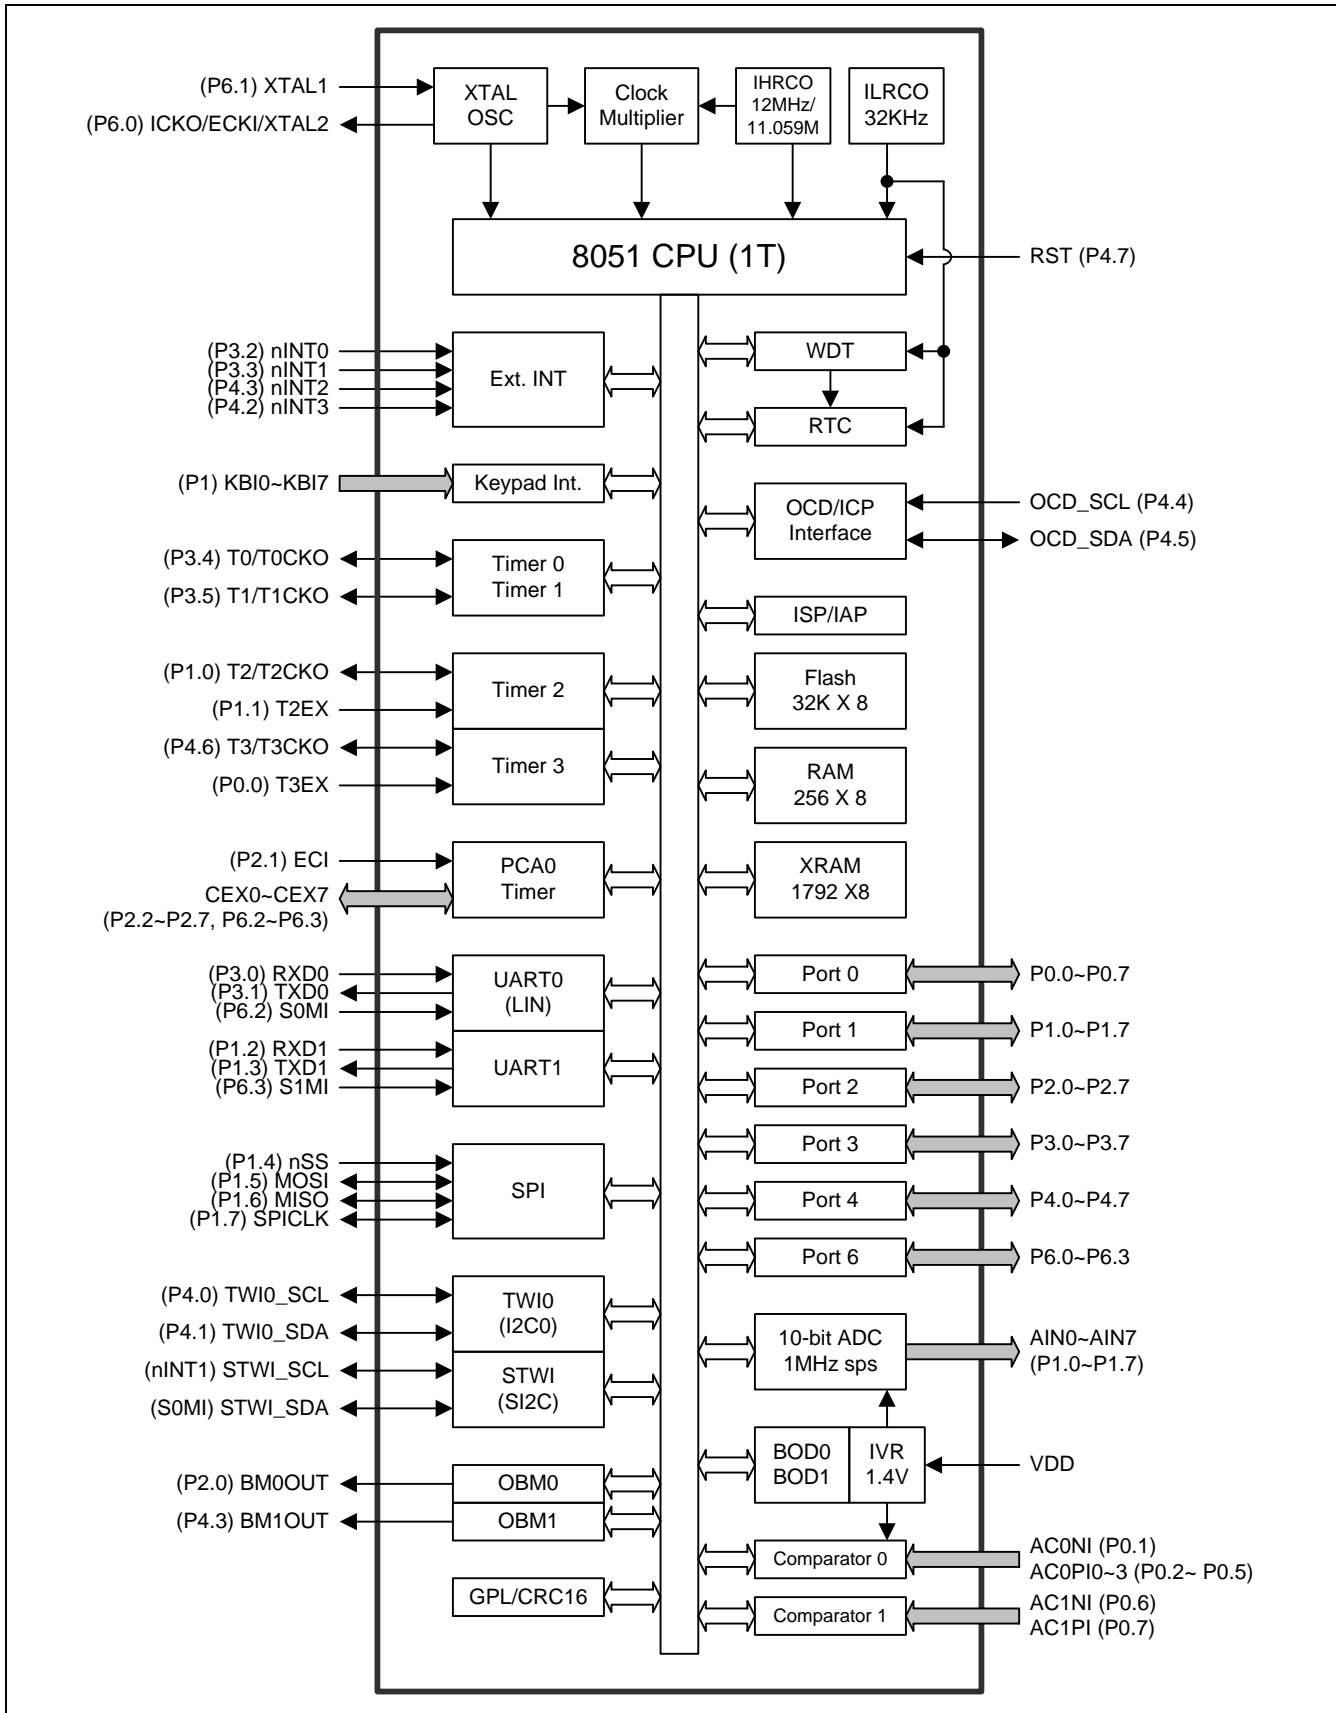 (P6.1) XTAL1
(P6.0) ICKO/ECKI/XTAL2
XTAL
OSC
Clock
Multiplier
IHRCO
12MHz/
11.059M
ILRCO
32KHz
8051 CPU (1T)
RST (P4.7)
(P3.2) nINT0
(P3.3) nINT1
(P4.3) nINT2
(P4.2) nINT3
Ext. INT
WDT
RTC
(P1) KBI0~KBI7
Keypad Int.
OCD/ICP
Interface
OCD_SCL (P4.4)
OCD_SDA (P4.5)
(P3.4) T0/T0CKO
(P3.5) T1/T1CKO
Timer 0
Timer 1
ISP/IAP
(P1.0) T2/T2CKO
(P1.1) T2EX
Timer 2
Flash
32K X 8
(P4.6) T3/T3CKO
(P0.0) T3EX
Timer 3
RAM
256 X 8
(P2.1) ECI
CEX0~CEX7
(P2.2~P2.7, P6.2~P6.3)
PCA0
Timer
XRAM
1792 X8
(P3.0) RXD0
(P3.1) TXD0
(P6.2) S0MI
UART0
(LIN)
Port 0
P0.0~P0.7
(P1.2) RXD1
(P1.3) TXD1
(P6.3) S1MI
UART1
Port 1
P1.0~P1.7
Port 2
P2.0~P2.7
Port 3
P3.0~P3.7
(P1.4) nSS
(P1.5) MOSI
(P1.6) MISO
(P1.7) SPICLK
SPI
Port 4
P4.0~P4.7
Port 6
P6.0~P6.3
(P4.0) TWI0_SCL
(P4.1) TWI0_SDA
TWI0
(I2C0)
10-bit ADC
1MHz sps
AIN0~AIN7
(P1.0~P1.7)
(nINT1) STWI_SCL
(S0MI) STWI_SDA
STWI
(SI2C)
BOD0
BOD1
IVR
1.4V
VDD
(P2.0) BM0OUT
OBM0
(P4.3) BM1OUT
OBM1
Comparator 0
AC0NI (P0.1)
AC0PI0~3 (P0.2~ P0.5)
GPL/CRC16
Comparator 1
AC1NI (P0.6)
AC1PI (P0.7)